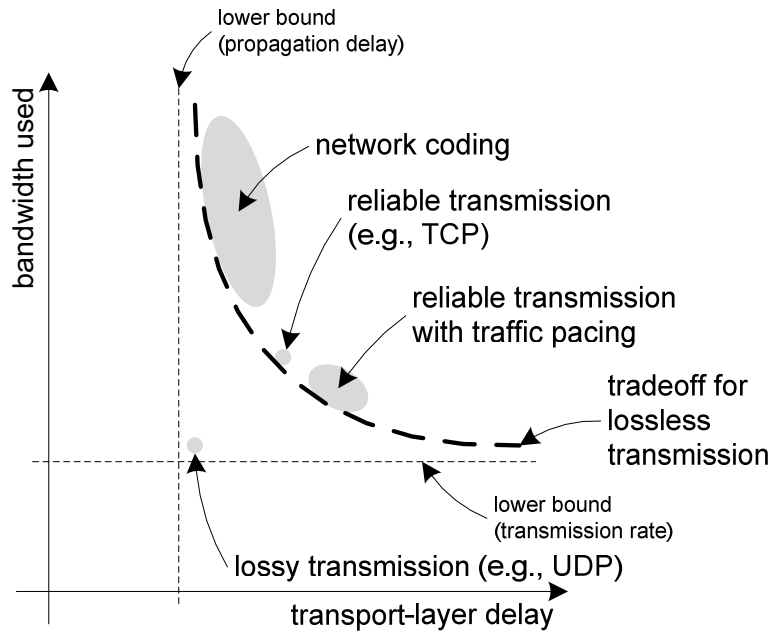 lower bound
(propagation delay)
bandwidth used
network coding
reliable transmission
(e.g., TCP)
reliable transmission
with traffic pacing
tradeoff for
lossless
transmission
lower bound
(transmission rate)
lossy transmission (e.g., UDP)
transport-layer delay